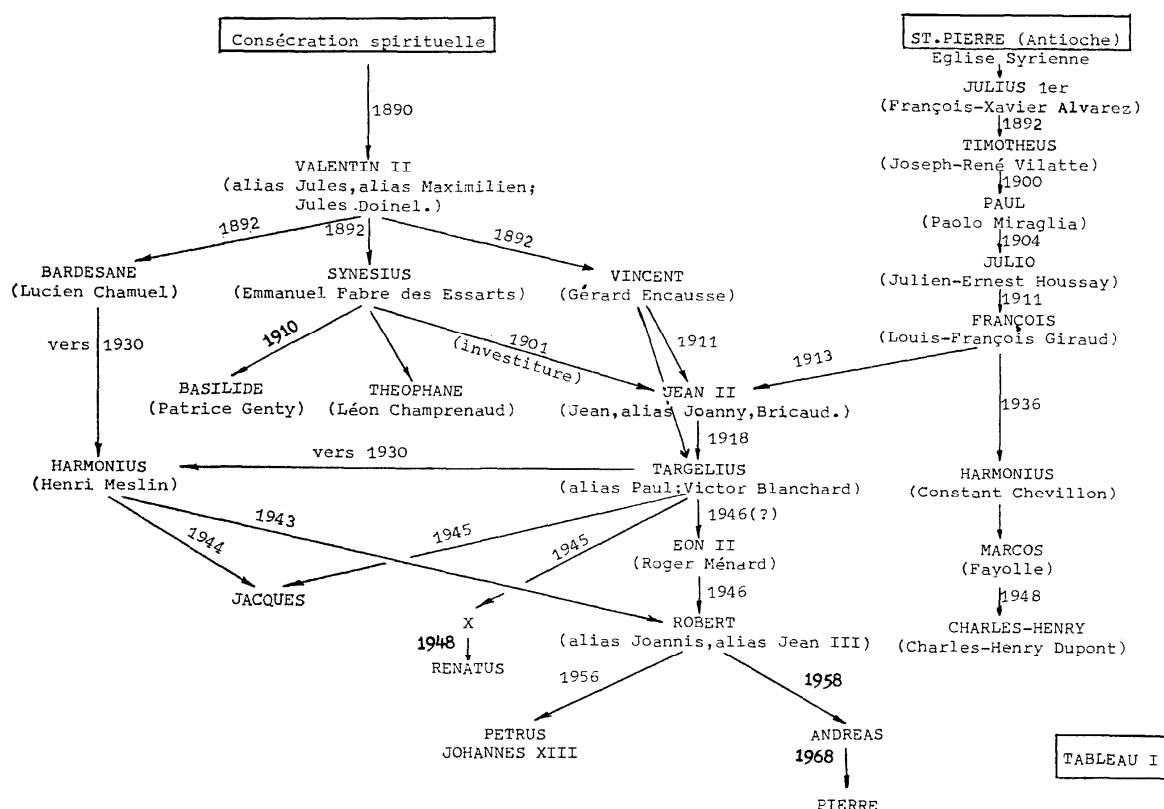 Consécration spirituelle
1890
VALENTIN II
(alias Jules,alias Maximilien;
Jules Doinel.)
1892
1892
1892
BARDESANE
(Lucien Chamuel)
SYNESIUS
(Emmanuel Fabre des Essarts)
VINCENT
(Gérard Encausse)
vers 1930
1910
1901
(investiture)
1911
BASILIDE
(Patrice Genty)
THEOPHANE
(Léon Champrenaud)
JEAN II
(Jean,alias Joanny,Bricaud.)
1918
vers 1930
HARMONIUS
(Henri Meslin)
TARGELIUS
(alias Paul;Victor Blanchard)
1944
1943
1945
1945
1946(?)
EON II
(Roger Ménard)
1946
JACQUES
X
1948
RENATUS
ROBERT
(alias Joannis,alias Jean III)
1956
1958
PETRUS
JOHANNES XIII
ANDREAS
1968
PIERRE
ST.PIERRE (Antioche)
Eglise Syrienne
JULIUS 1er
(François-Xavier Alvarez)
1892
TIMOTHEUS
(Joseph-René Vilatte)
1900
PAUL
(Paolo Miraglia)
1904
JULIO
(Julien-Ernest Houssay)
1911
FRANÇOIS
(Louis-François Giraud)
1913
1936
HARMONIUS
(Constant Chevillon)
MARCOS
(Fayolle)
1948
CHARLES-HENRY
(Charles-Henry Dupont)
TABLEAU I